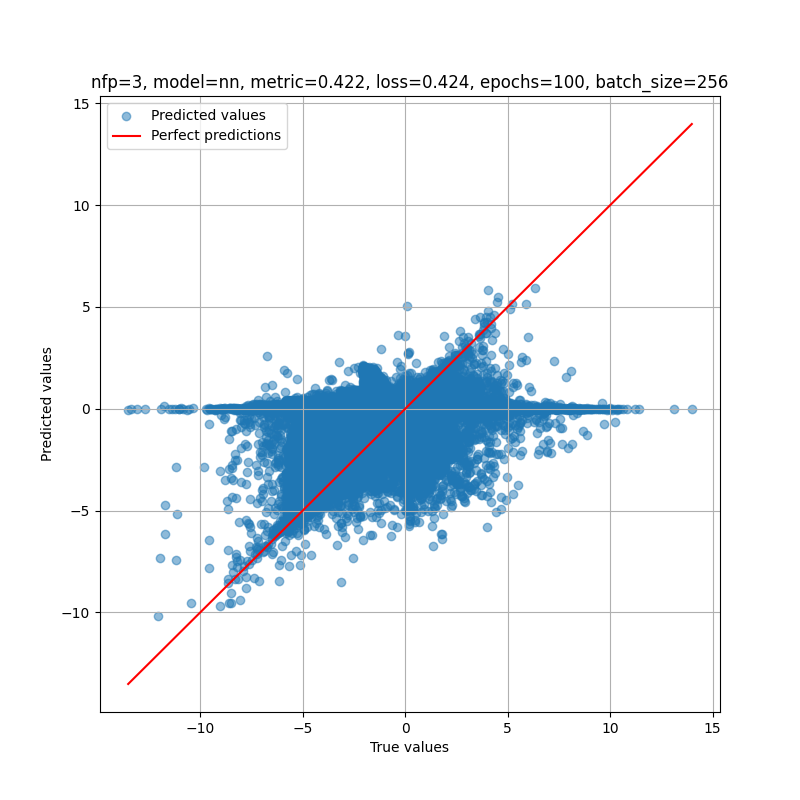 nfp=3, model=nn, metric=0.422, loss=0.424, epochs=100, batch_size=256
Predicted values
Perfect predictions
15
10
5
0
−5
−10
Predicted values
−10
−5
0
5
10
15
True values